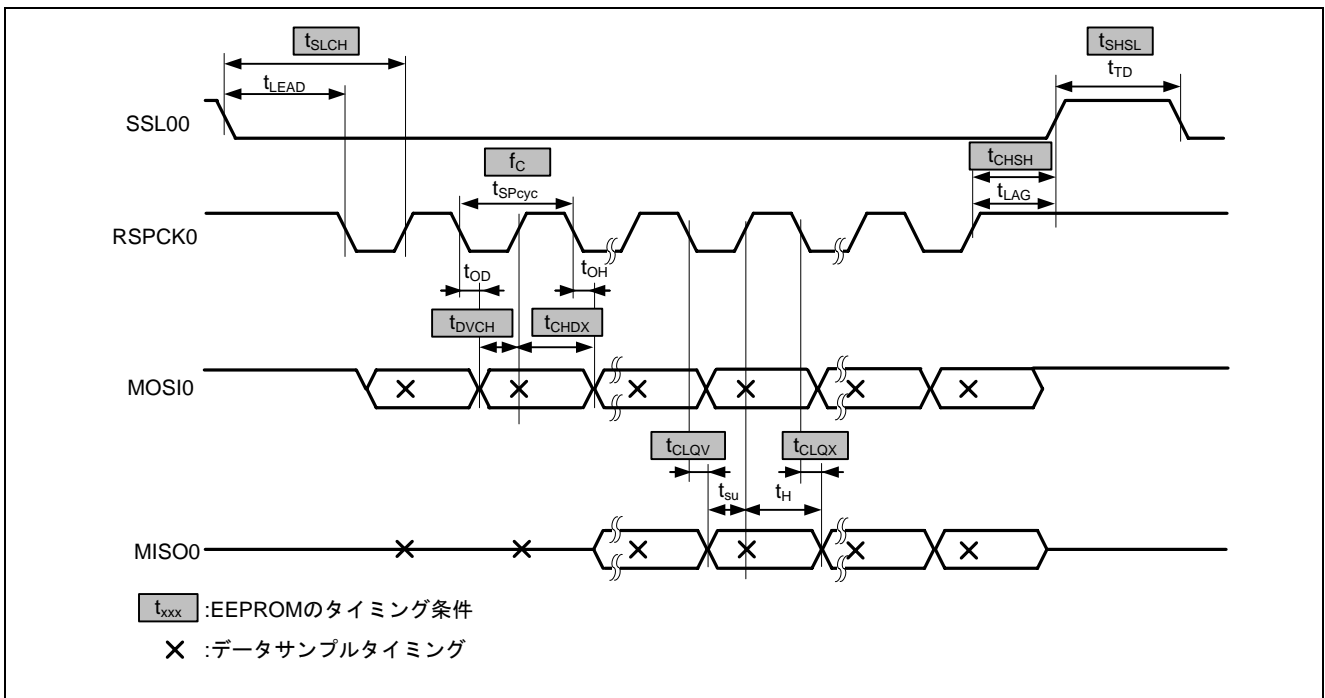 tSLCH
tSHSL
tLEAD
tTD
SSL00
fC
tCHSH
tSPcyc
tLAG
RSPCK0
tOD
tOH
tDVCH
tCHDX
MOSI0
tCLQV
tCLQX
tsu
tH
MISO0
txxx :EEPROMのタイミング条件
× :データサンプルタイミング